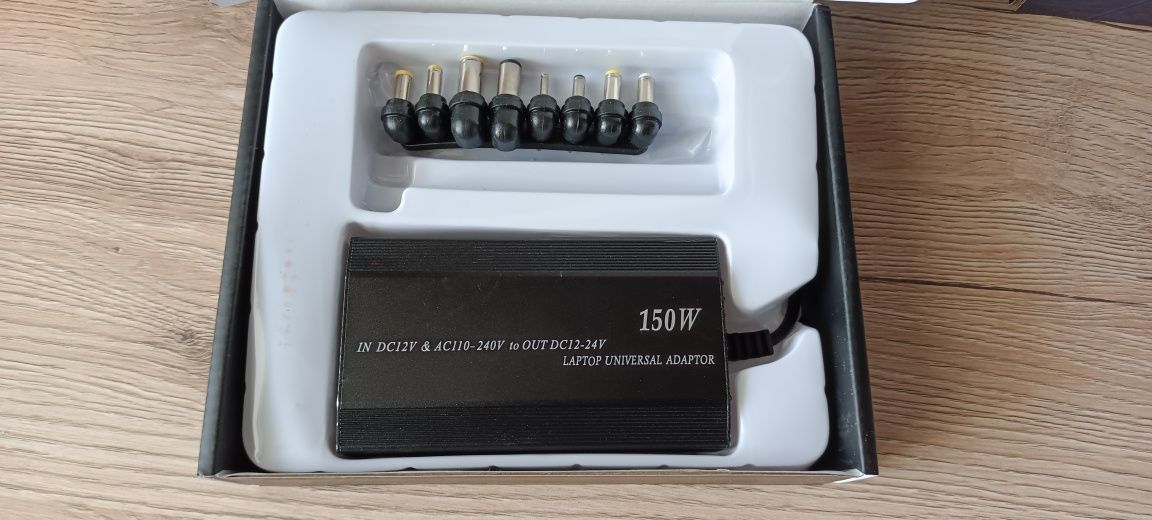 150W
IN DC12V & AC110-240V to OUT DC12-24V
LAPTOP UNIVERSAL ADAPTOR